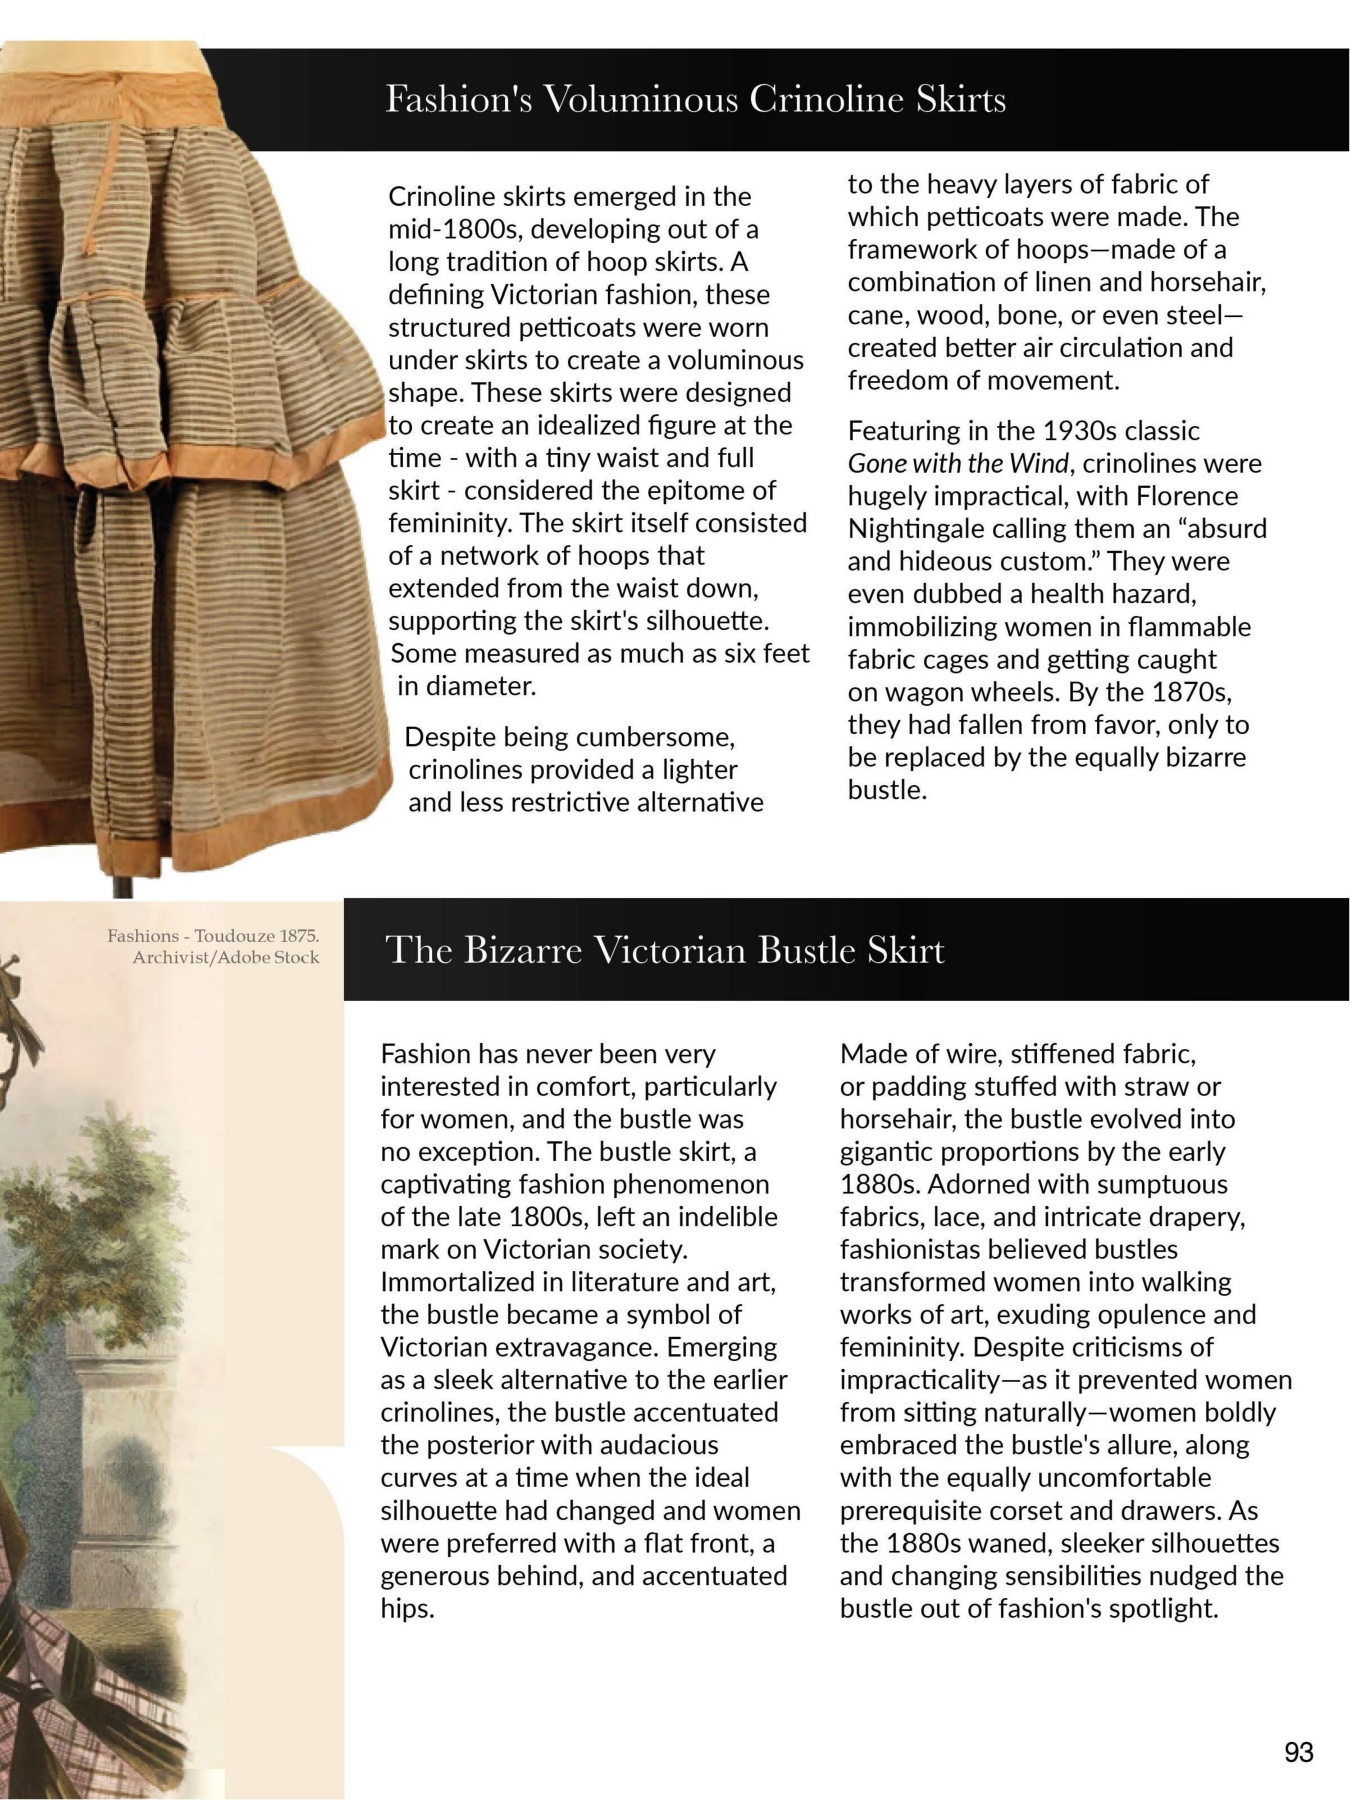 Fashion's Voluminous Crinoline Skirts
Crinoline skirts emerged in the
mid-1800s, developing out of a
long tradition of hoop skirts. A
defining Victorian fashion, these
structured petticoats were worn
under skirts to create a voluminous
shape. These skirts were designed
to create an idealized figure at the
time - with a tiny waist and full
skirt - considered the epitome of
femininity. The skirt itself consisted
of a network of hoops that
extended from the waist down,
supporting the skirt's silhouette.
Some measured as much as six feet
in diameter.
Despite being cumbersome,
crinolines provided a lighter
and less restrictive alternative
to the heavy layers of fabric of
which petticoats were made. The
framework of hoops—made of a
combination of linen and horsehair,
cane, wood, bone, or even steel—
created better air circulation and
freedom of movement.
Featuring in the 1930s classic
Gone with the Wind, crinolines were
hugely impractical, with Florence
Nightingale calling them an “absurd
and hideous custom.” They were
even dubbed a health hazard,
immobilizing women in flammable
fabric cages and getting caught
on wagon wheels. By the 1870s,
they had fallen from favor, only to
be replaced by the equally bizarre
bustle.
Fashions - Toudouze 1875.
Archivist/Adobe Stock
The Bizarre Victorian Bustle Skirt
Fashion has never been very
interested in comfort, particularly
for women, and the bustle was
no exception. The bustle skirt, a
captivating fashion phenomenon
of the late 1800s, left an indelible
mark on Victorian society.
Immortalized in literature and art,
the bustle became a symbol of
Victorian extravagance. Emerging
as a sleek alternative to the earlier
crinolines, the bustle accentuated
the posterior with audacious
curves at a time when the ideal
silhouette had changed and women
were preferred with a flat front, a
generous behind, and accentuated
hips.
Made of wire, stiffened fabric,
or padding stuffed with straw or
horsehair, the bustle evolved into
gigantic proportions by the early
1880s. Adorned with sumptuous
fabrics, lace, and intricate drapery,
fashionistas believed bustles
transformed women into walking
works of art, exuding opulence and
femininity. Despite criticisms of
impracticality—as it prevented women
from sitting naturally—women boldly
embraced the bustle's allure, along
with the equally uncomfortable
prerequisite corset and drawers. As
the 1880s waned, sleeker silhouettes
and changing sensibilities nudged the
bustle out of fashion's spotlight.
93